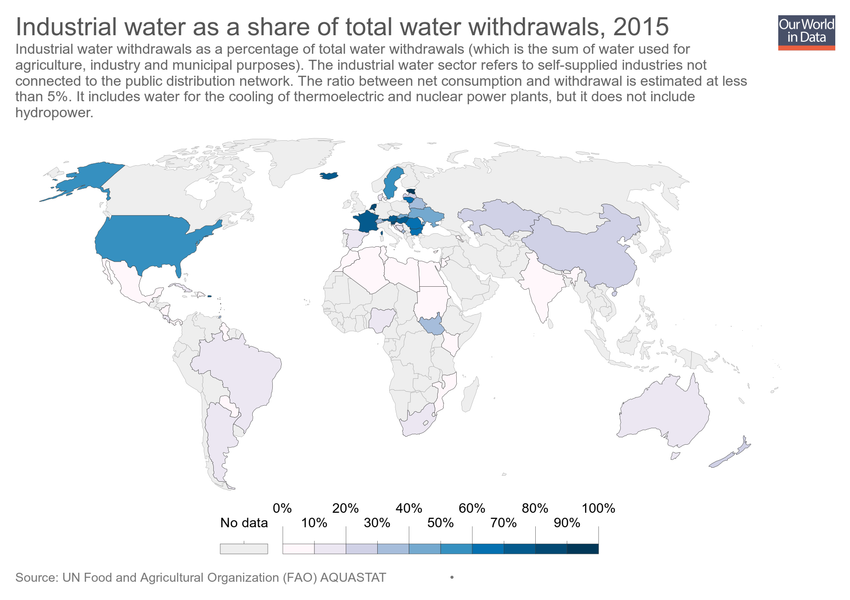 Industrial water as a share of total water withdrawals, 2015
Our World
in Data
Industrial water withdrawals as a percentage of total water withdrawals (which is the sum of water used for
agriculture, industry and municipal purposes). The industrial water sector refers to self-supplied industries not
connected to the public distribution network. The ratio between net consumption and withdrawal is estimated at less
than 5%. It includes water for the cooling of thermoelectric and nuclear power plants, but it does not include
hydropower.
0% 20% 40% 60% 80% 100%
No data 10% 30% 50% 70% 90%
Source: UN Food and Agricultural Organization (FAO) AQUASTAT •